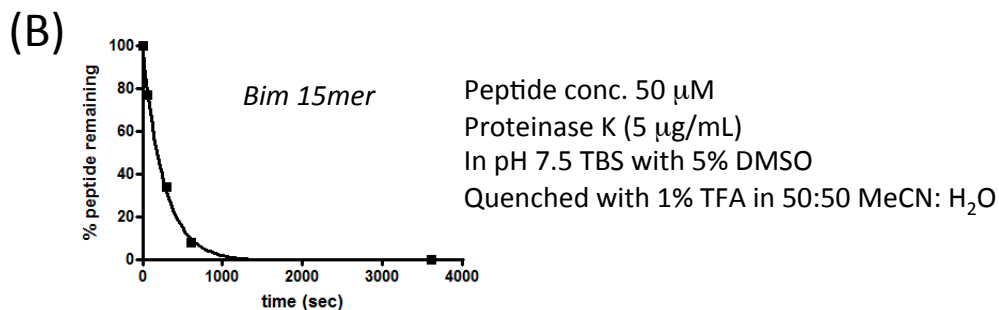 (B)
% peptide remaining
100
80
60
40
20
0
0 1000 2000 3000 4000
time (sec)
Bim 15mer
Peptide conc. 50 μM
Proteinase K (5 μg/mL)
In pH 7.5 TBS with 5% DMSO
Quenched with 1% TFA in 50:50 MeCN: H₂O